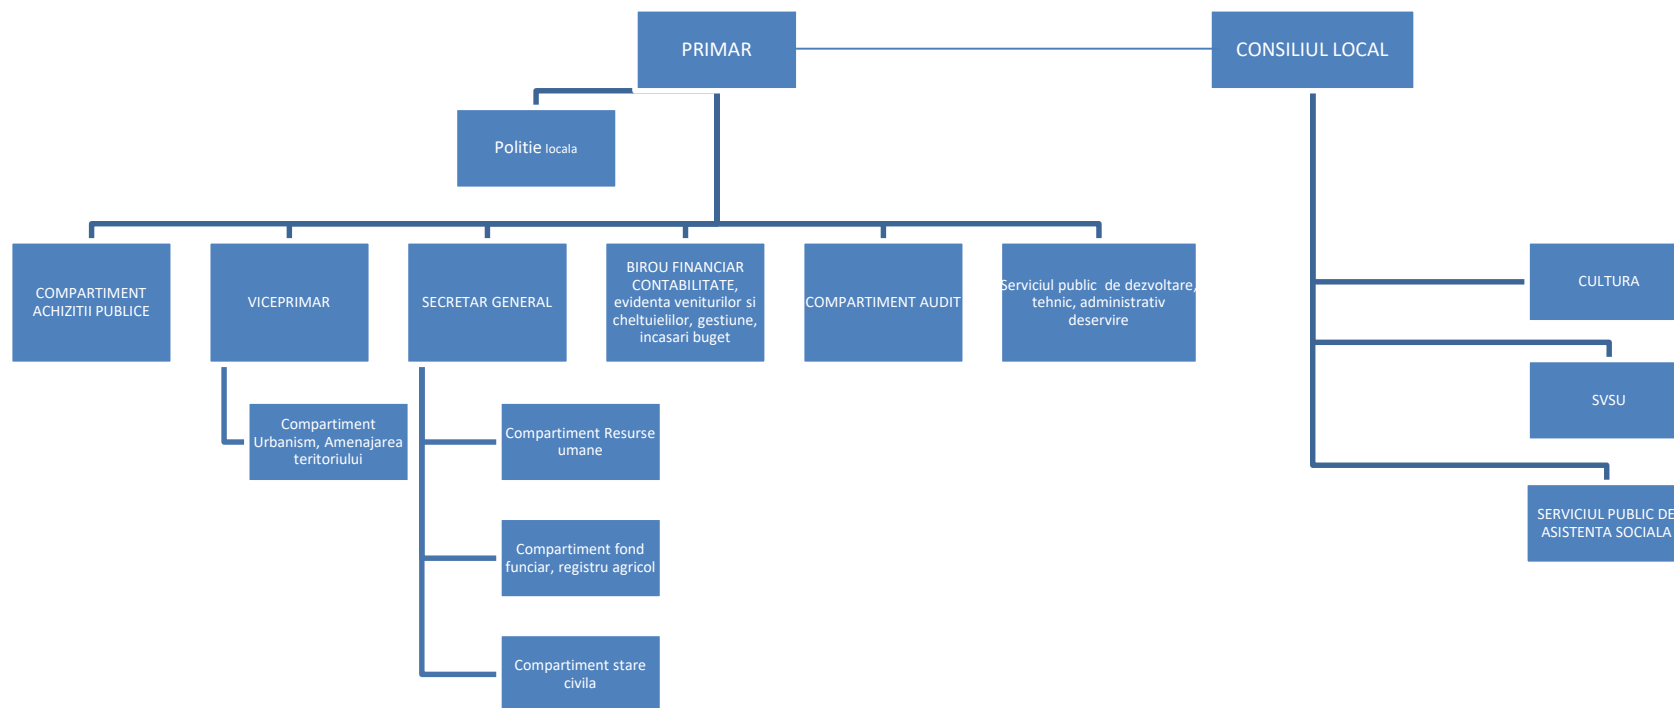 PRIMAR
CONSILIUL LOCAL
Politie locala
COMPARTIMENT
ACHIZITII PUBLICE
VICEPRIMAR
SECRETAR GENERAL
BIROU FINANCIAR
CONTABILITATE,
evidenta veniturilor si
cheltuielilor, gestiune,
incasari buget
COMPARTIMENT AUDIT
Serviciul public de dezvoltare,
tehnic, administrativ
deservire
CULTURA
SVSU
SERVICIUL PUBLIC DE
ASISTENTA SOCIALA
Compartiment
Urbanism, Amenajarea
teritoriului
Compartiment Resurse
umane
Compartiment fond
funciar, registru agricol
Compartiment stare
civila